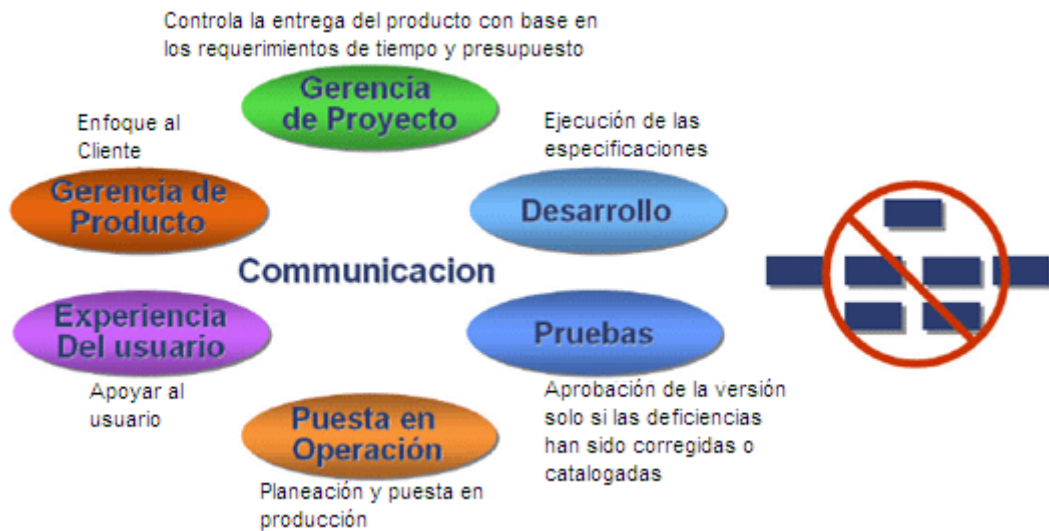 Controla la entrega del producto con base en
los requerimientos de tiempo y presupuesto
Gerencia
de Proyecto
Enfoque al
Cliente
Gerencia de
Producto
Ejecución de las
especificaciones
Desarrollo
Communicacion
Experiencia
Del usuario
Apoyar al
usuario
Pruebas
Aprobación de la versión
solo si las deficiencias
han sido corregidas o
catalogadas
Puesta en
Operación
Planeación y puesta en
producción